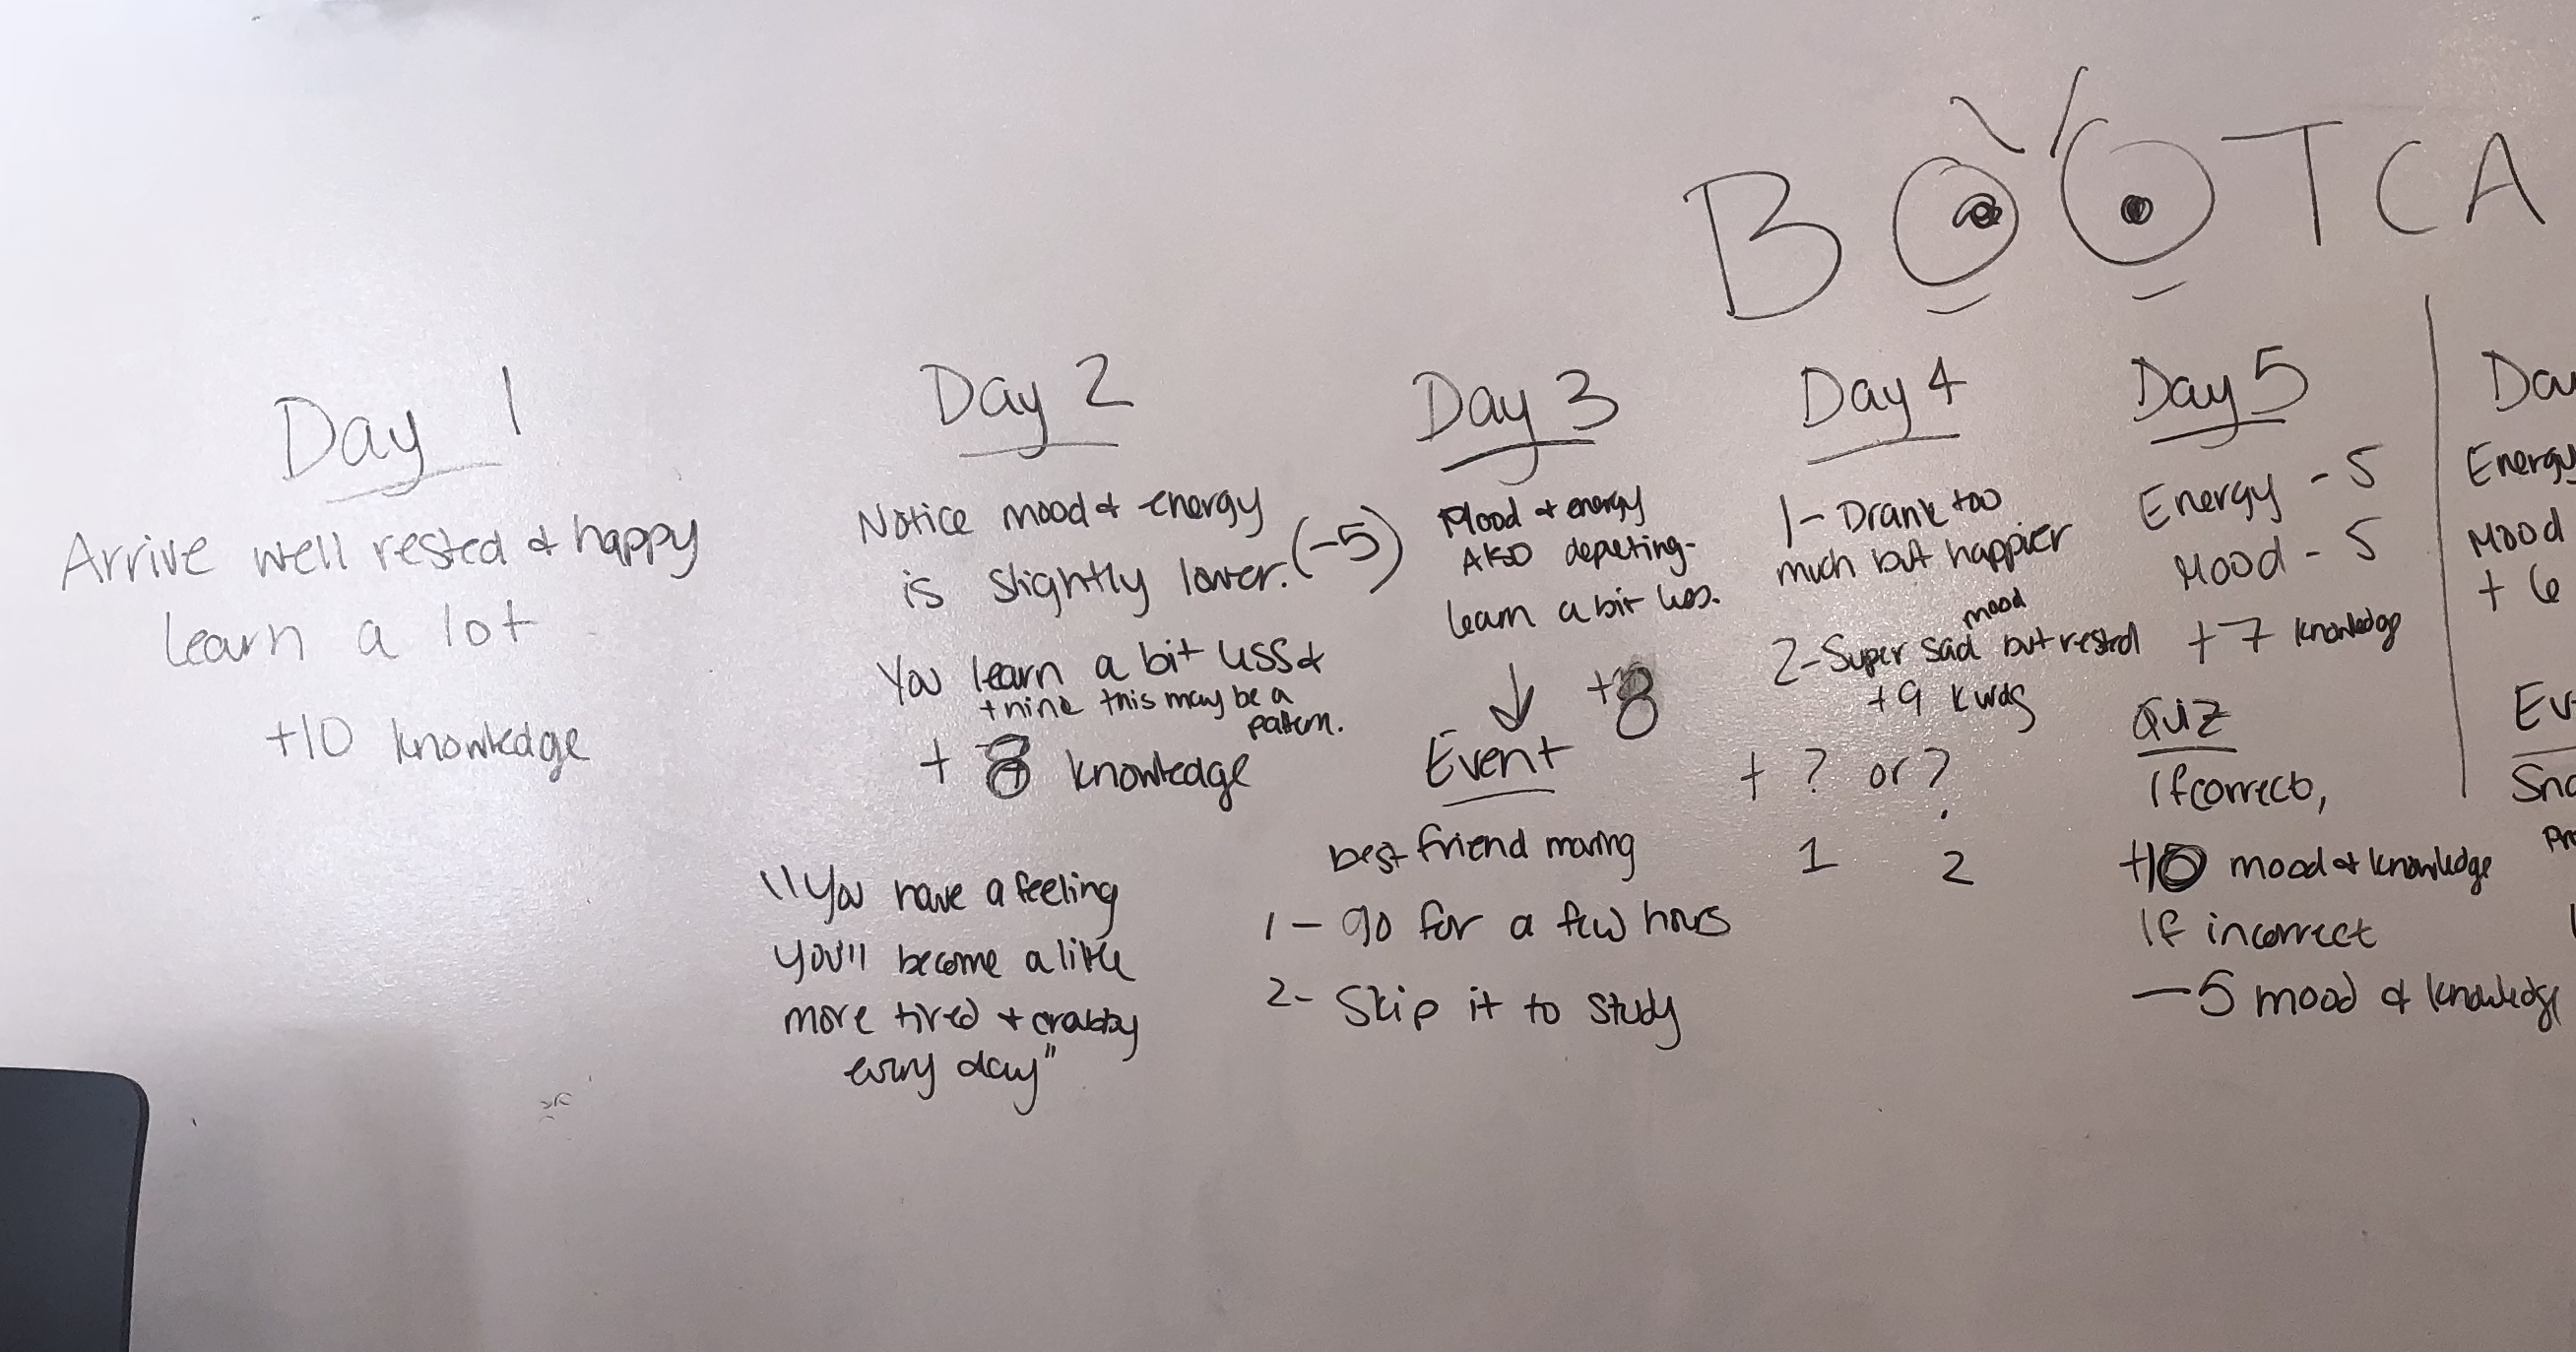 BOOTCA
Day 1
Arrive well rested & happy
learn a lot
+10 knowledge
Day 2
Notice mood & energy
is slightly lower. (-5)
You learn a bit less &
this may be a
pattern.
+ 8 knowledge
"You have a feeling
you'll become a little
more tired & crabby
every day"
Day 3
Mood & energy
Also depleting-
learn a bit less.
+8
Event
best friend moving
1- go for a few hours
2- Skip it to study
Day 4
1- Drank too
much but happier
mood
2- Super sad but rested
+9 kwdg
+ ? or ?
1 2
Day 5
Energy -5
Mood -5
+7 knowledge
Quiz
If correct,
+10 mood & knowledge
If incorrect
-5 mood & knowledge
Day
Energy
Mood
+6